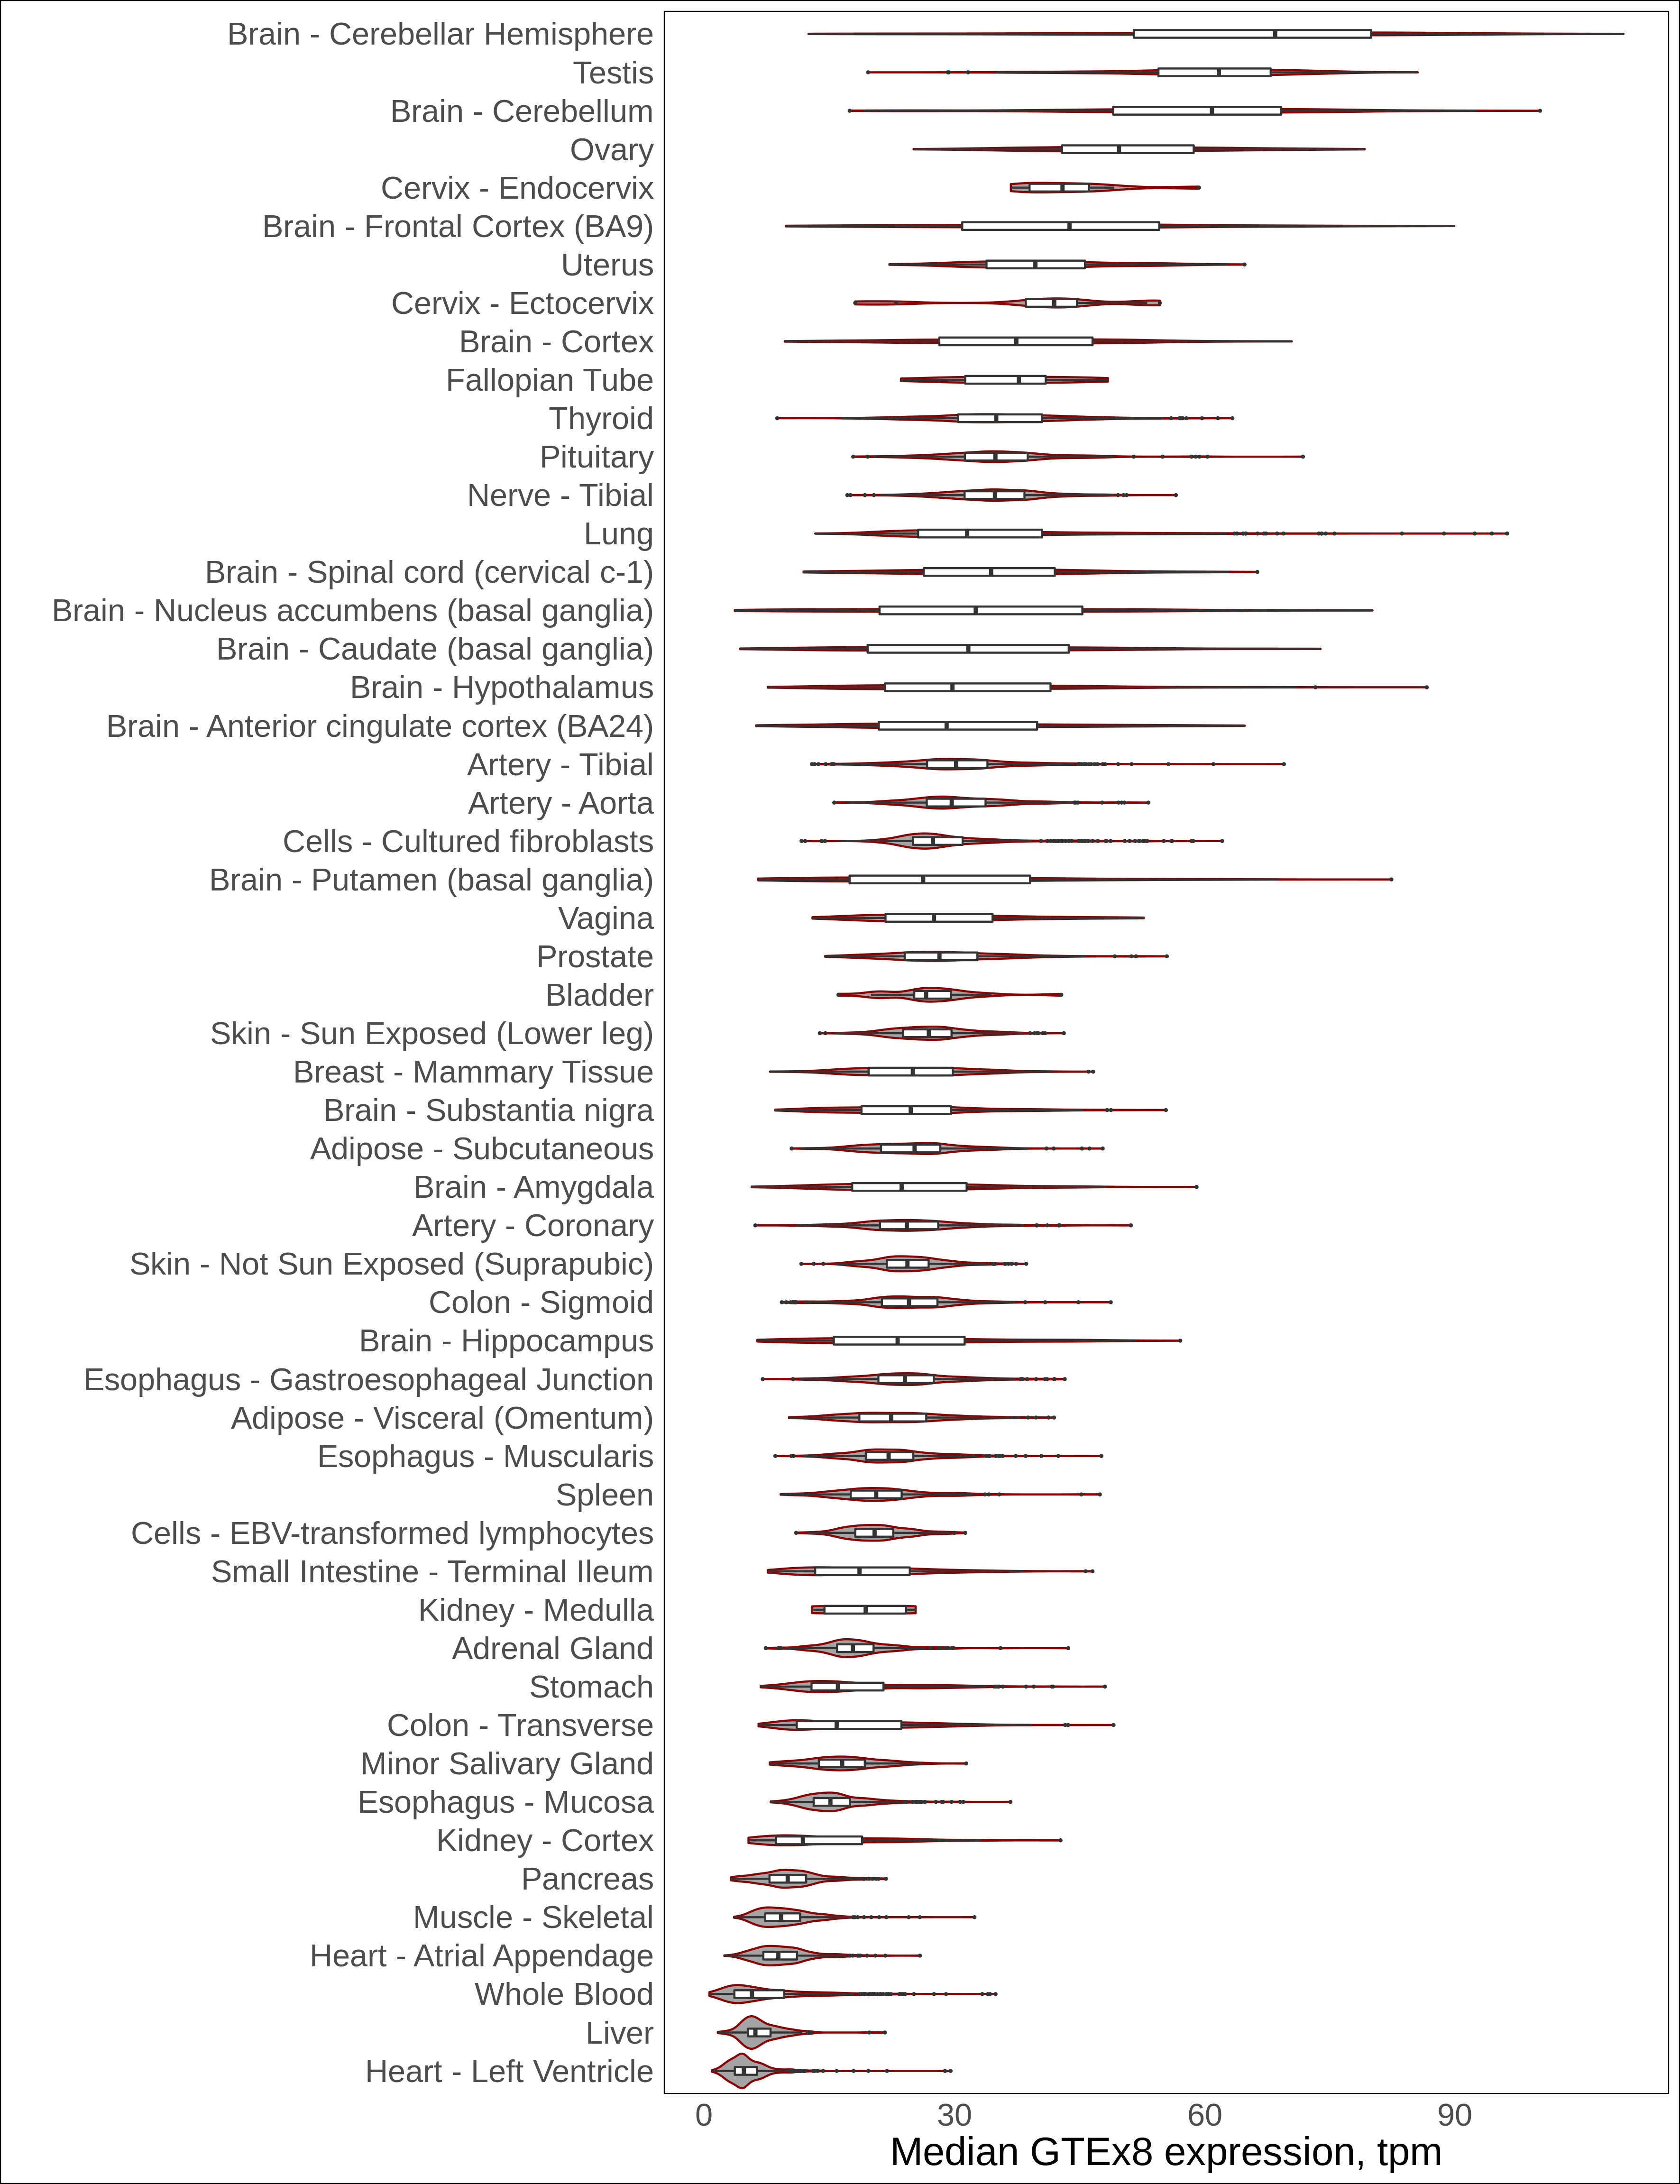 Brain - Cerebellar Hemisphere
Testis
Brain - Cerebellum
Ovary
Cervix - Endocervix
Brain - Frontal Cortex (BA9)
Uterus
Cervix - Ectocervix
Brain - Cortex
Fallopian Tube
Thyroid
Pituitary
Nerve - Tibial
Lung
Brain - Spinal cord (cervical c-1)
Brain - Nucleus accumbens (basal ganglia)
Brain - Caudate (basal ganglia)
Brain - Hypothalamus
Brain - Anterior cingulate cortex (BA24)
Artery - Tibial
Artery - Aorta
Cells - Cultured fibroblasts
Brain - Putamen (basal ganglia)
Vagina
Prostate
Bladder
Skin - Sun Exposed (Lower leg)
Breast - Mammary Tissue
Brain - Substantia nigra
Adipose - Subcutaneous
Brain - Amygdala
Artery - Coronary
Skin - Not Sun Exposed (Suprapubic)
Colon - Sigmoid
Brain - Hippocampus
Esophagus - Gastroesophageal Junction
Adipose - Visceral (Omentum)
Esophagus - Muscularis
Spleen
Cells - EBV-transformed lymphocytes
Small Intestine - Terminal Ileum
Kidney - Medulla
Adrenal Gland
Stomach
Colon - Transverse
Minor Salivary Gland
Esophagus - Mucosa
Kidney - Cortex
Pancreas
Muscle - Skeletal
Heart - Atrial Appendage
Whole Blood
Liver
Heart - Left Ventricle
0 30 60 90
Median GTEx8 expression, tpm